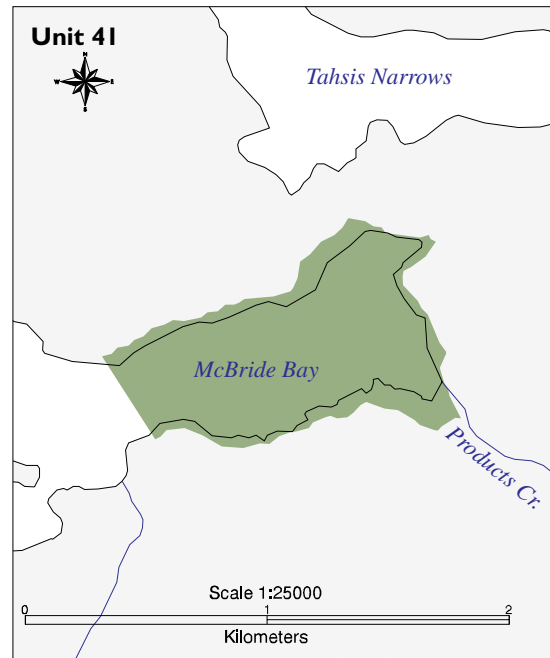 Unit 41
N
W E
S
Tahsis Narrows
McBride Bay
Products Cr.
Scale 1:25000
0 1 2
Kilometers